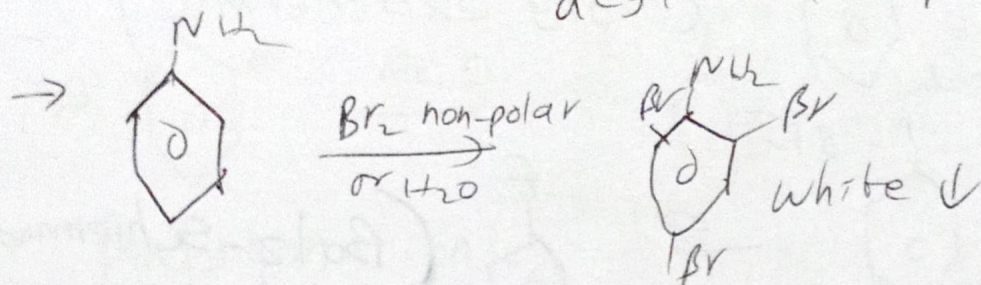 → NH2
Br2 non-polar
or H2O
NH2
Br Br
white ↓
Br